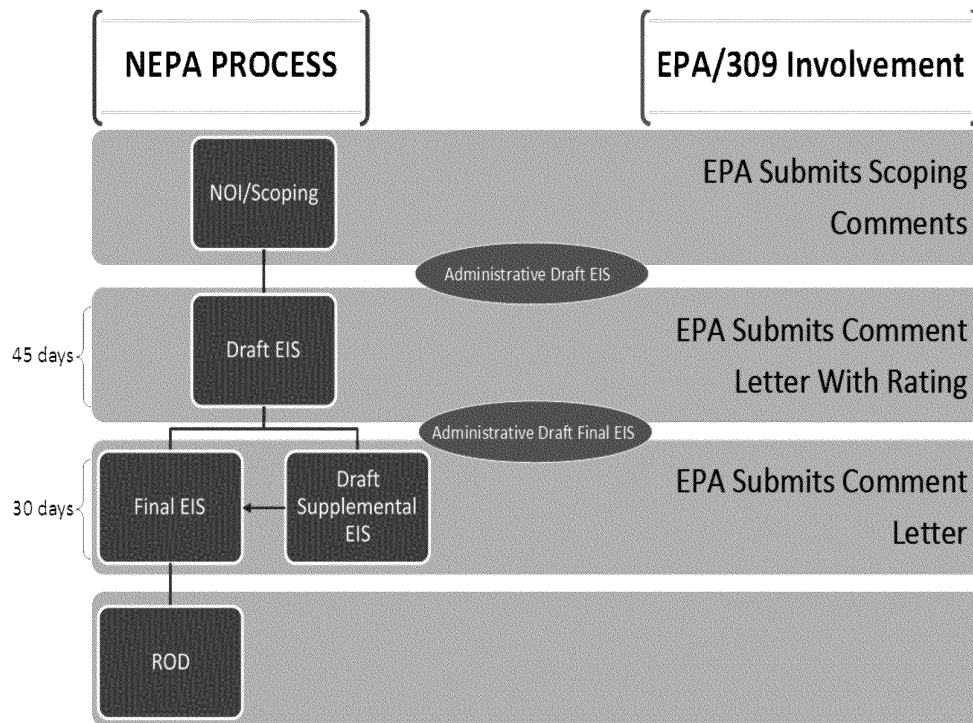 NEPA PROCESS
EPA/309 Involvement
NOI/Scoping
EPA Submits Scoping
Comments
Administrative Draft EIS
45 days
Draft EIS
EPA Submits Comment
Letter With Rating
Administrative Draft Final EIS
30 days
Final EIS
Draft
Supplemental
EIS
EPA Submits Comment
Letter
ROD